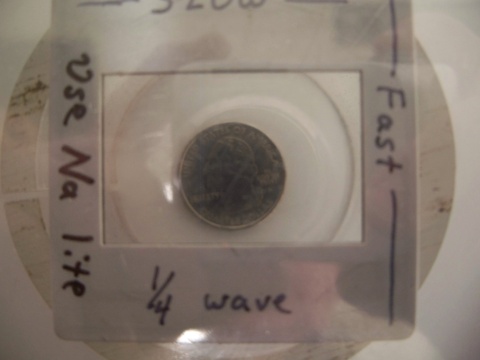 SLOW
Fast
Use Na lite
1/4 wave